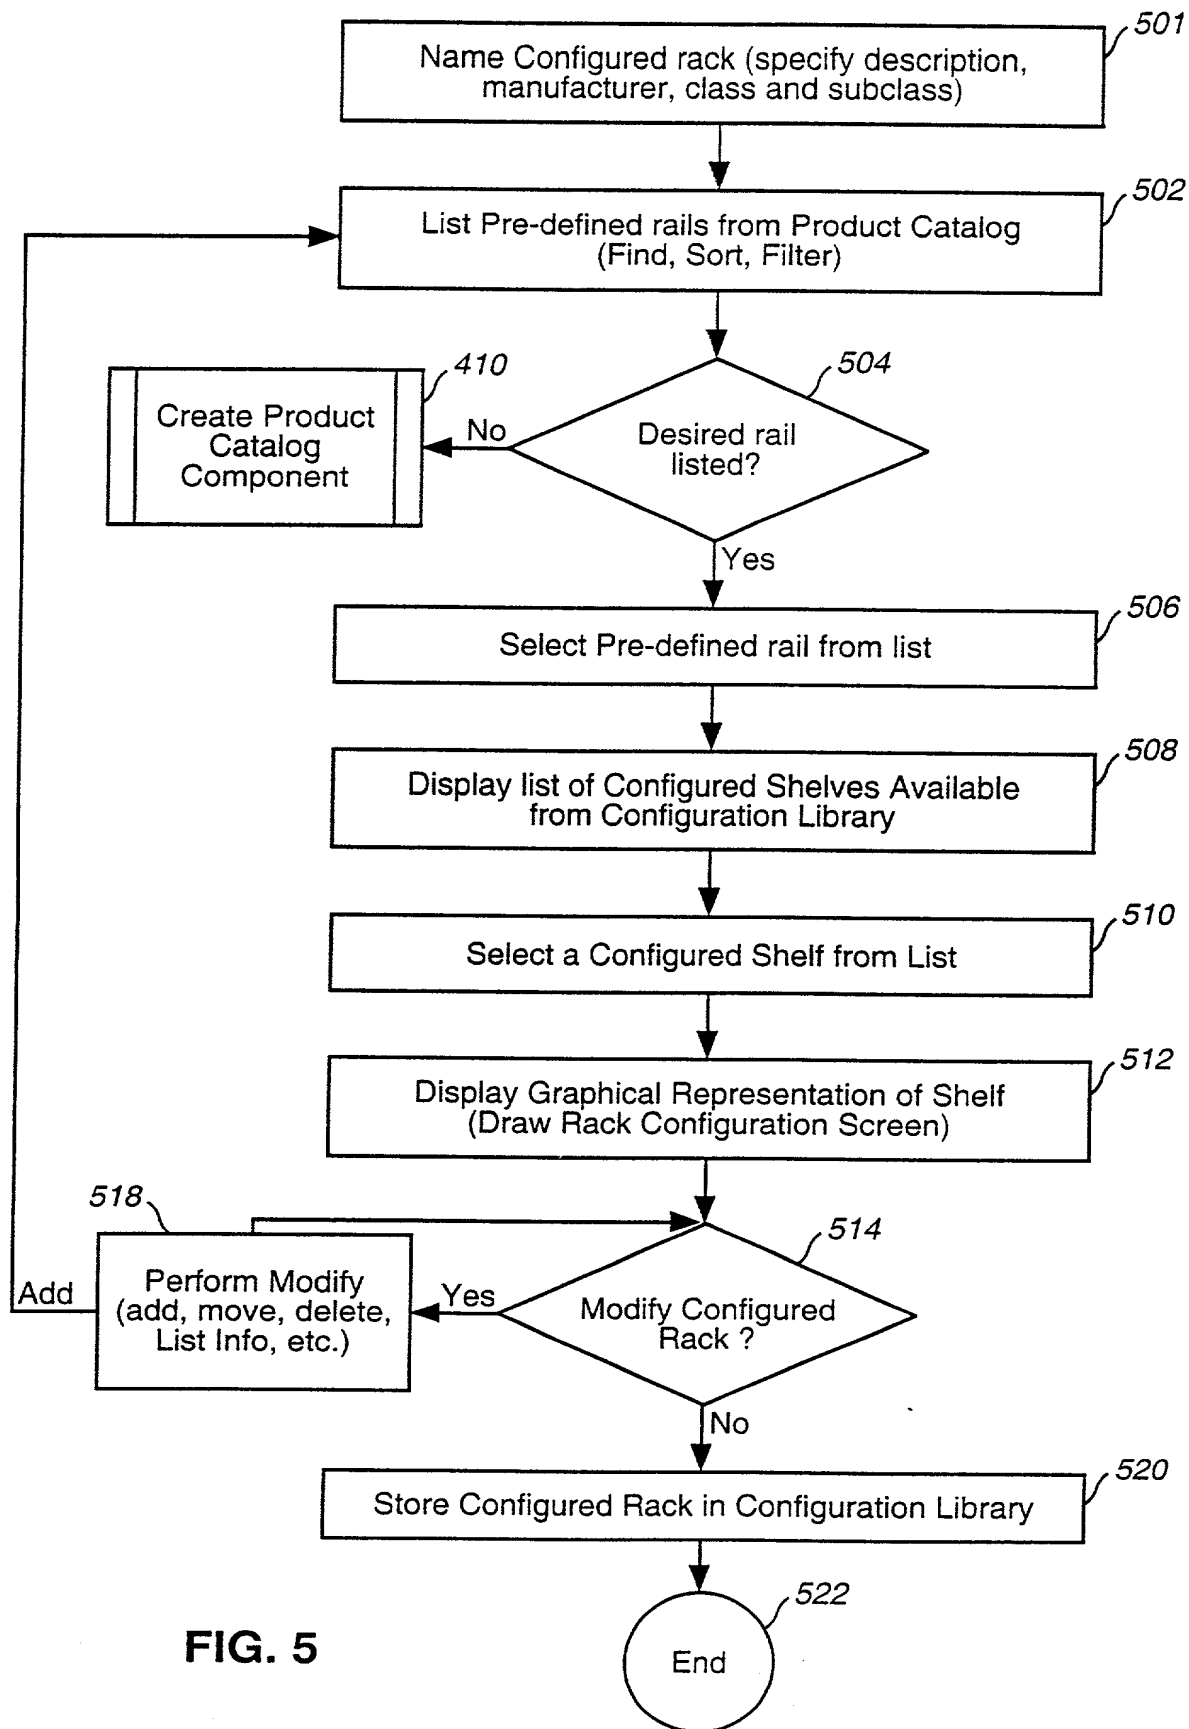 501
Name Configured rack (specify description,
manufacturer, class and subclass)
502
List Pre-defined rails from Product Catalog
(Find, Sort, Filter)
410
504
Create Product
Catalog
Component
No
Desired rail
listed?
Yes
506
Select Pre-defined rail from list
508
Display list of Configured Shelves Available
from Configuration Library
510
Select a Configured Shelf from List
512
Display Graphical Representation of Shelf
(Draw Rack Configuration Screen)
518
514
Add
Perform Modify
(add, move, delete,
List Info, etc.)
Yes
Modify Configured
Rack ?
No
520
Store Configured Rack in Configuration Library
522
End
FIG. 5